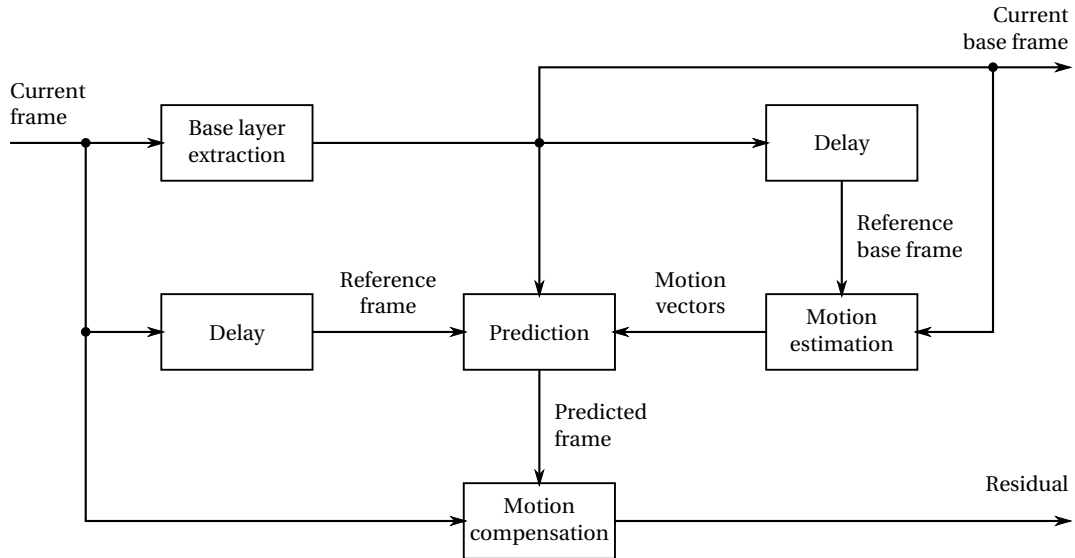 Current
base frame
Current
frame
Base layer
extraction
Delay
Reference
base frame
Reference
frame
Motion
vectors
Delay
Prediction
Motion
estimation
Predicted
frame
Motion
compensation
Residual